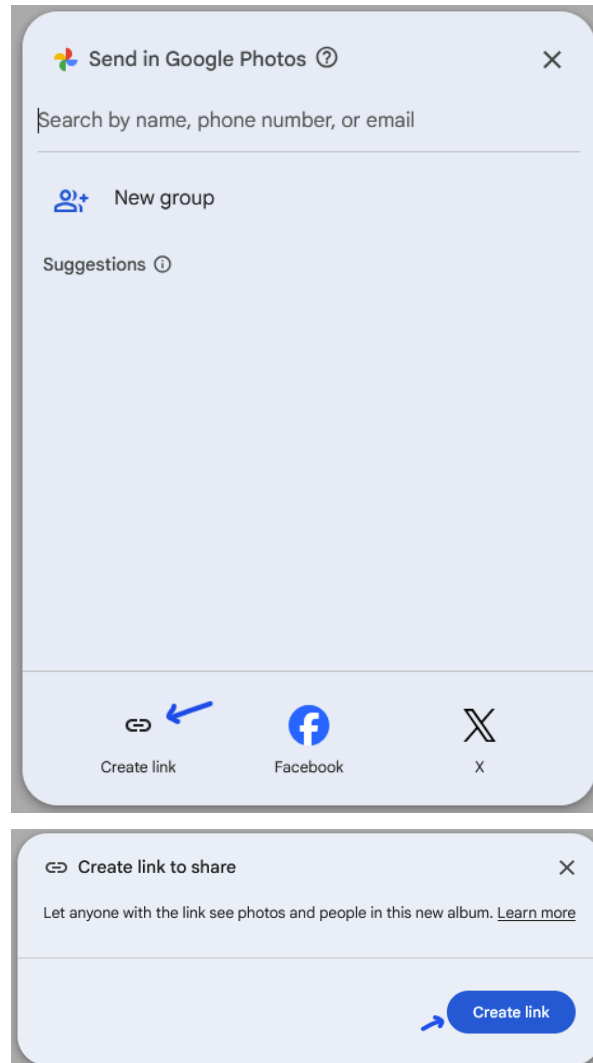 Send in Google Photos
Search by name, phone number, or email
New group
Suggestions
Create link
Facebook
X
Create link to share
Let anyone with the link see photos and people in this new album. Learn more
Create link